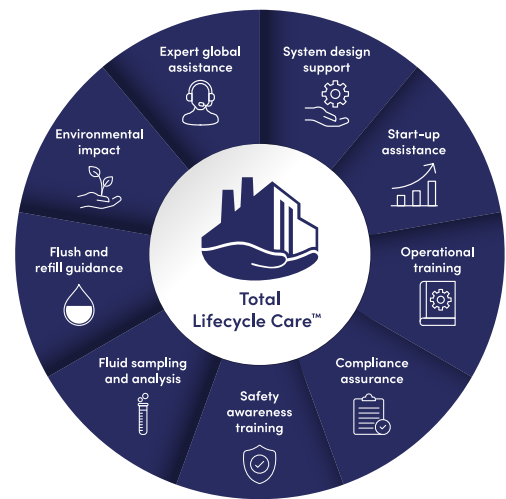 Expert global
assistance
System design
support
Start-up
assistance
Operational
training
Compliance
assurance
Safety
awareness
training
Fluid sampling
and analysis
Flush and
refill guidance
Environmental
impact
Total
Lifecycle Care™